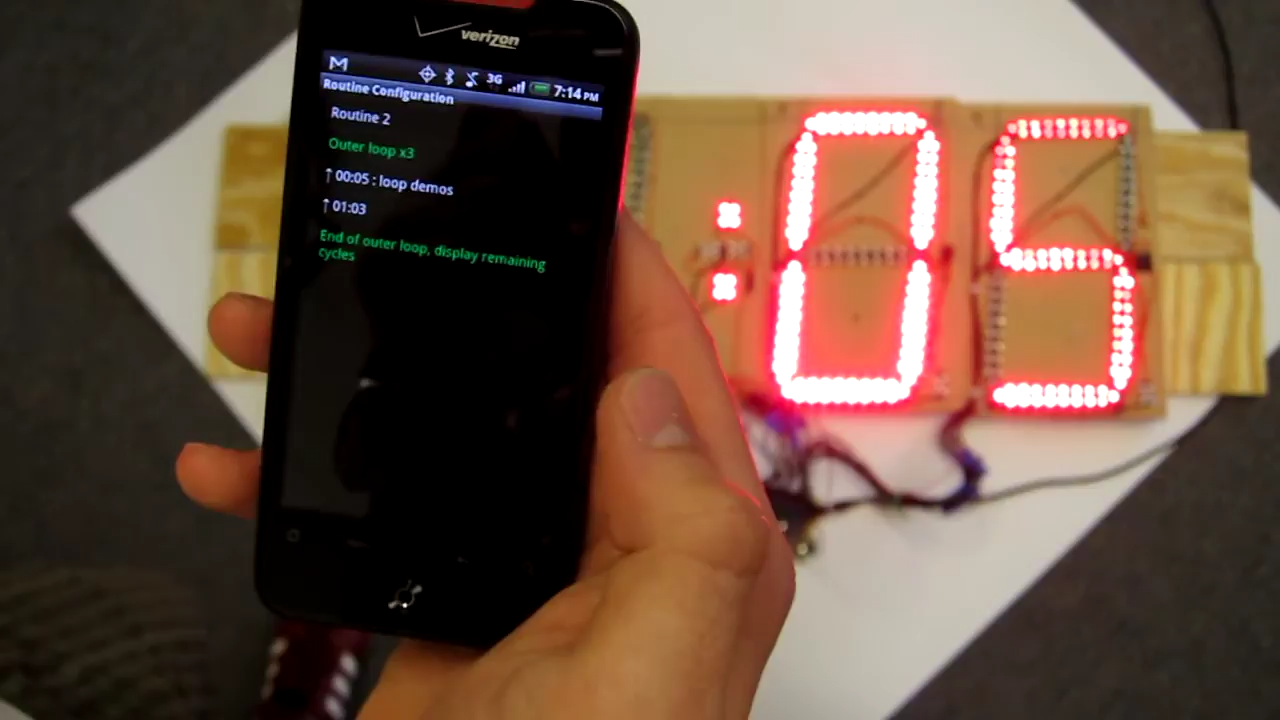 verizon
3G 7:14 PM
Routine Configuration
Routine 2
Outer loop x3
↑ 00:05 : loop demos
↑ 01:03
End of outer loop, display remaining
cycles
:05